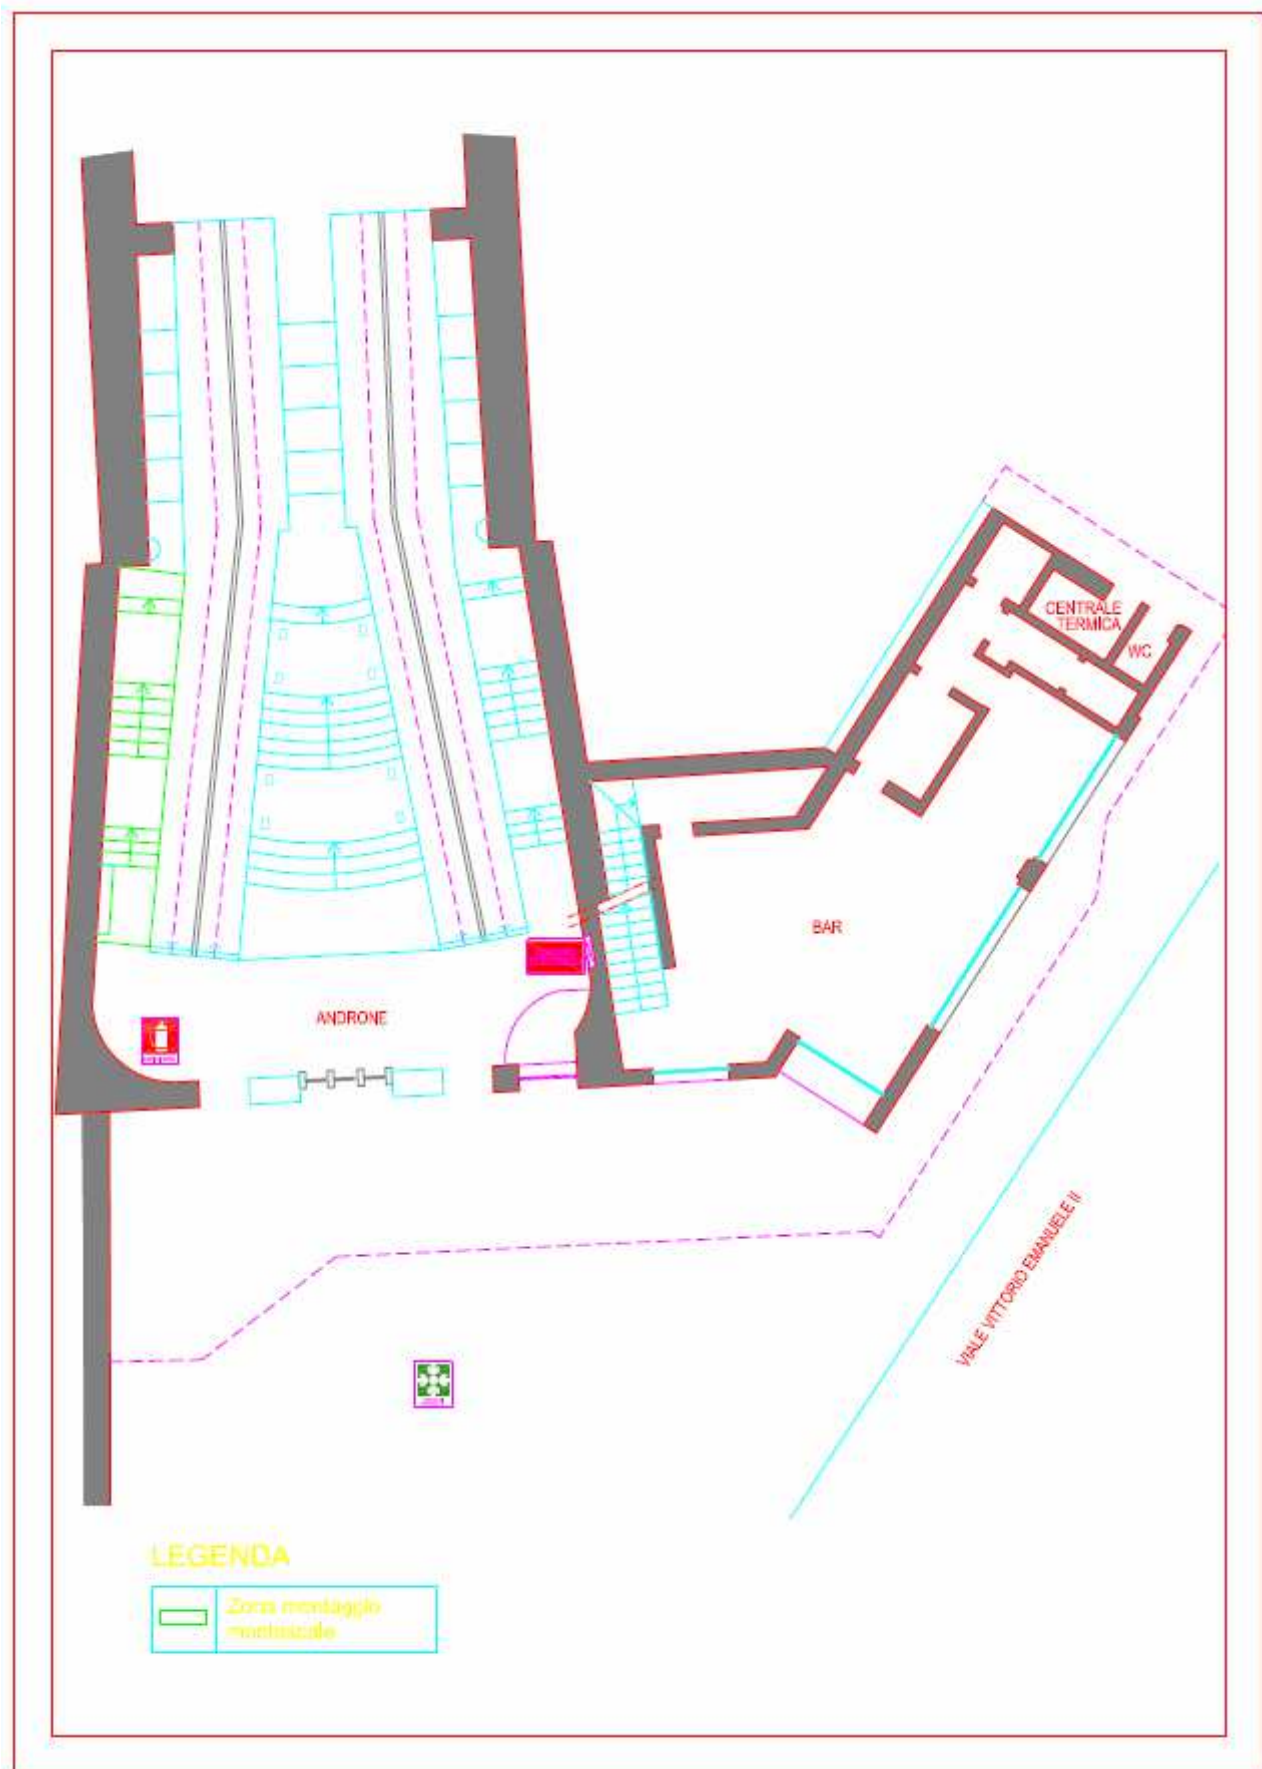 CENTRALE
TERMICA
WC
BAR
ANDRONE
VIALE VITTORIO EMANUELE II
LEGENDA
Zona montaggio
montascale